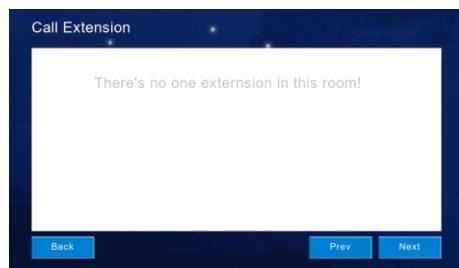 Call Extension
There's no one externsion in this room!
Back
Prev
Next